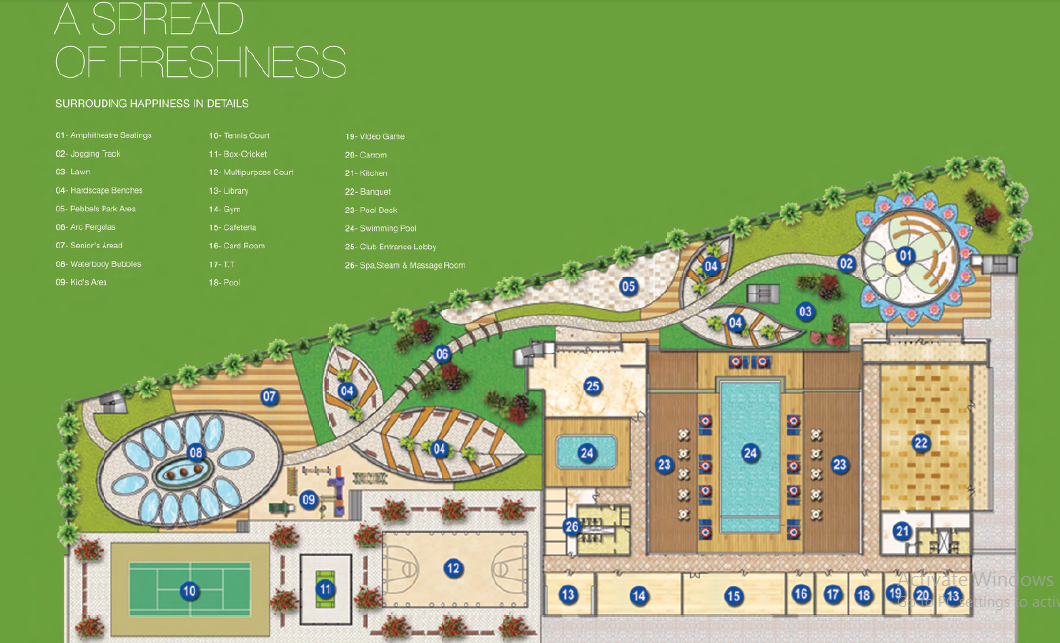 A SPREAD
OF FRESHNESS
SURROUDING HAPPINESS IN DETAILS
01- Amphitheatre Seatings
02- Jogging Track
03- Lawn
04- Hardscape Benches
05- Pebbels Park Area
06- Arc Pergolas
07- Senior's Aread
08- Waterbody Bubbles
09- Kid's Area
10- Tennis Court
11- Box-Cricket
12- Multipurpose Court
13- Library
14- Gym
15- Cafeteria
16- Card Room
17- T.T
18- Pool
19- Video Game
20- Carrom
21- Kitchen
22- Banquet
23- Pool Deck
24- Swimming Pool
25- Club Entrance Lobby
26- Spa,Steam & Massage Room
01
02
04
05
03
04
06
25
04
07
22
04
08
24
24
23
23
09
26
21
12
10
11
13
14
15
16
17
18
19
20
13
Activate Windows
Go to PC settings to activ